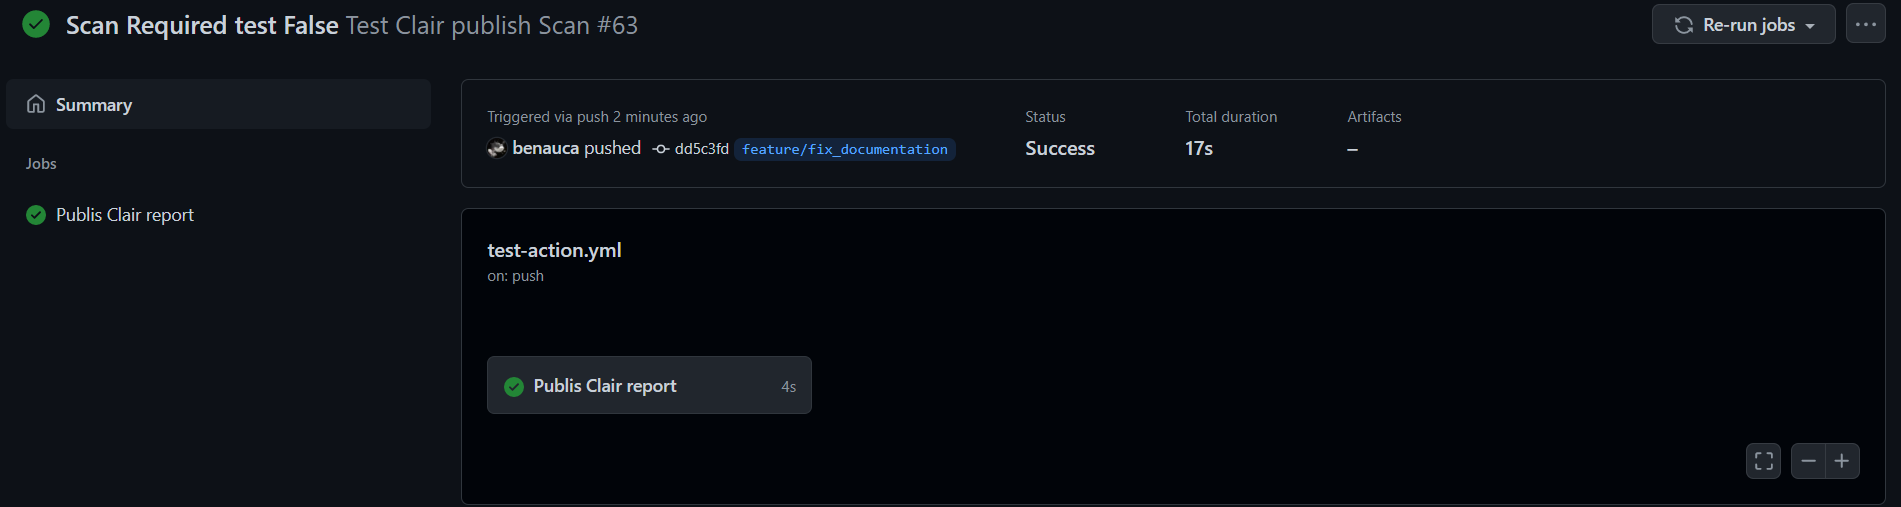 Scan Required test False Test Clair publish Scan #63
Re-run jobs
Summary
Jobs
Publis Clair report
Triggered via push 2 minutes ago
benauca pushed dd5c3fd feature/fix_documentation
Status
Success
Total duration
17s
Artifacts
–
test-action.yml
on: push
Publis Clair report 4s